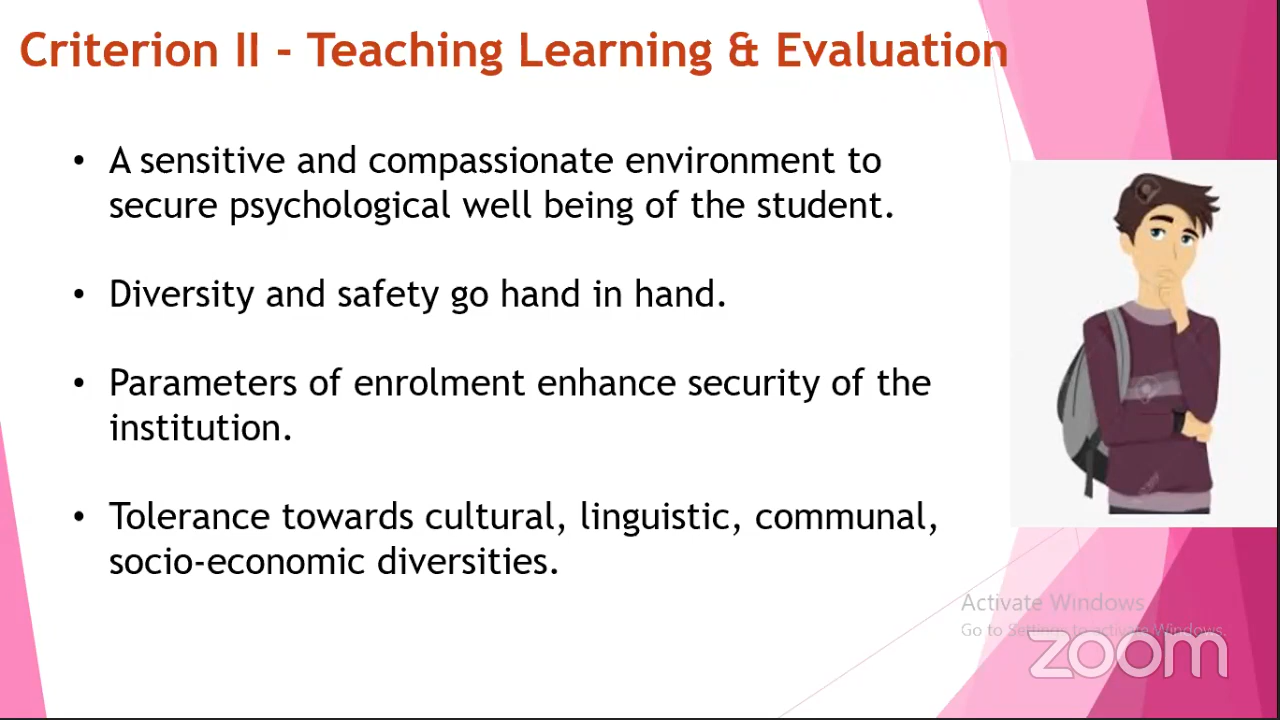 Criterion II - Teaching Learning & Evaluation
• A sensitive and compassionate environment to
secure psychological well being of the student.
• Diversity and safety go hand in hand.
• Parameters of enrolment enhance security of the
institution.
• Tolerance towards cultural, linguistic, communal,
socio-economic diversities.
Activate Windows
Go to Settings to activate Windows.
zoom